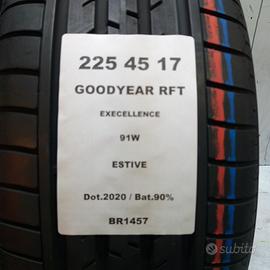 225 45 17
GOODYEAR RFT
EXECELLENCE
91W
ESTIVE
Dot.2020 / Bat.90%
BR1457
subito